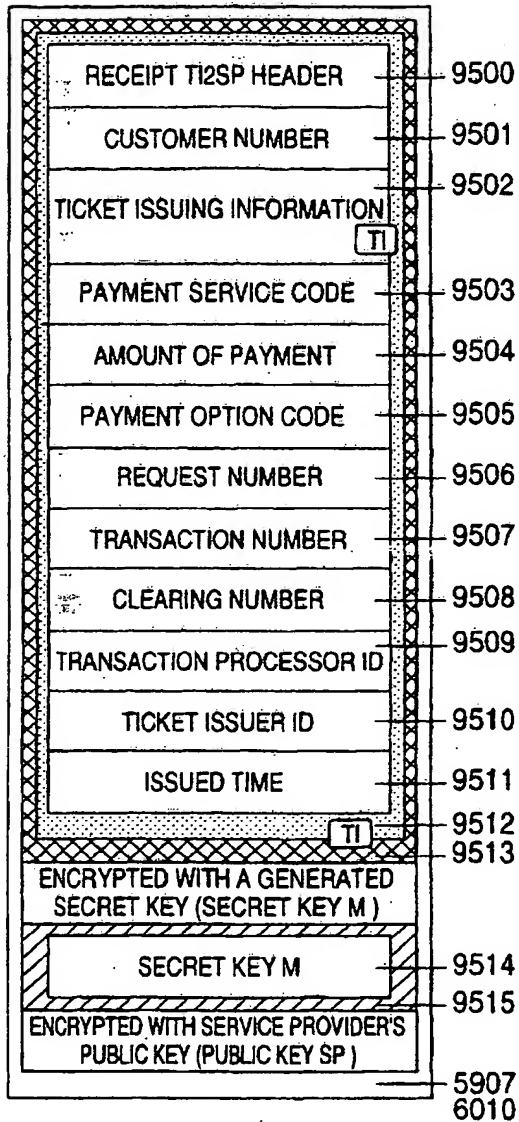 RECEIPT TI2SP HEADER 9500
CUSTOMER NUMBER 9501
9502
TICKET ISSUING INFORMATION
TI
PAYMENT SERVICE CODE 9503
AMOUNT OF PAYMENT 9504
PAYMENT OPTION CODE 9505
REQUEST NUMBER 9506
TRANSACTION NUMBER 9507
CLEARING NUMBER 9508
9509
TRANSACTION PROCESSOR ID
TICKET ISSUER ID 9510
ISSUED TIME 9511
TI 9512
9513
ENCRYPTED WITH A GENERATED
SECRET KEY (SECRET KEY M )
SECRET KEY M 9514
9515
ENCRYPTED WITH SERVICE PROVIDER'S
PUBLIC KEY (PUBLIC KEY SP )
5907
6010